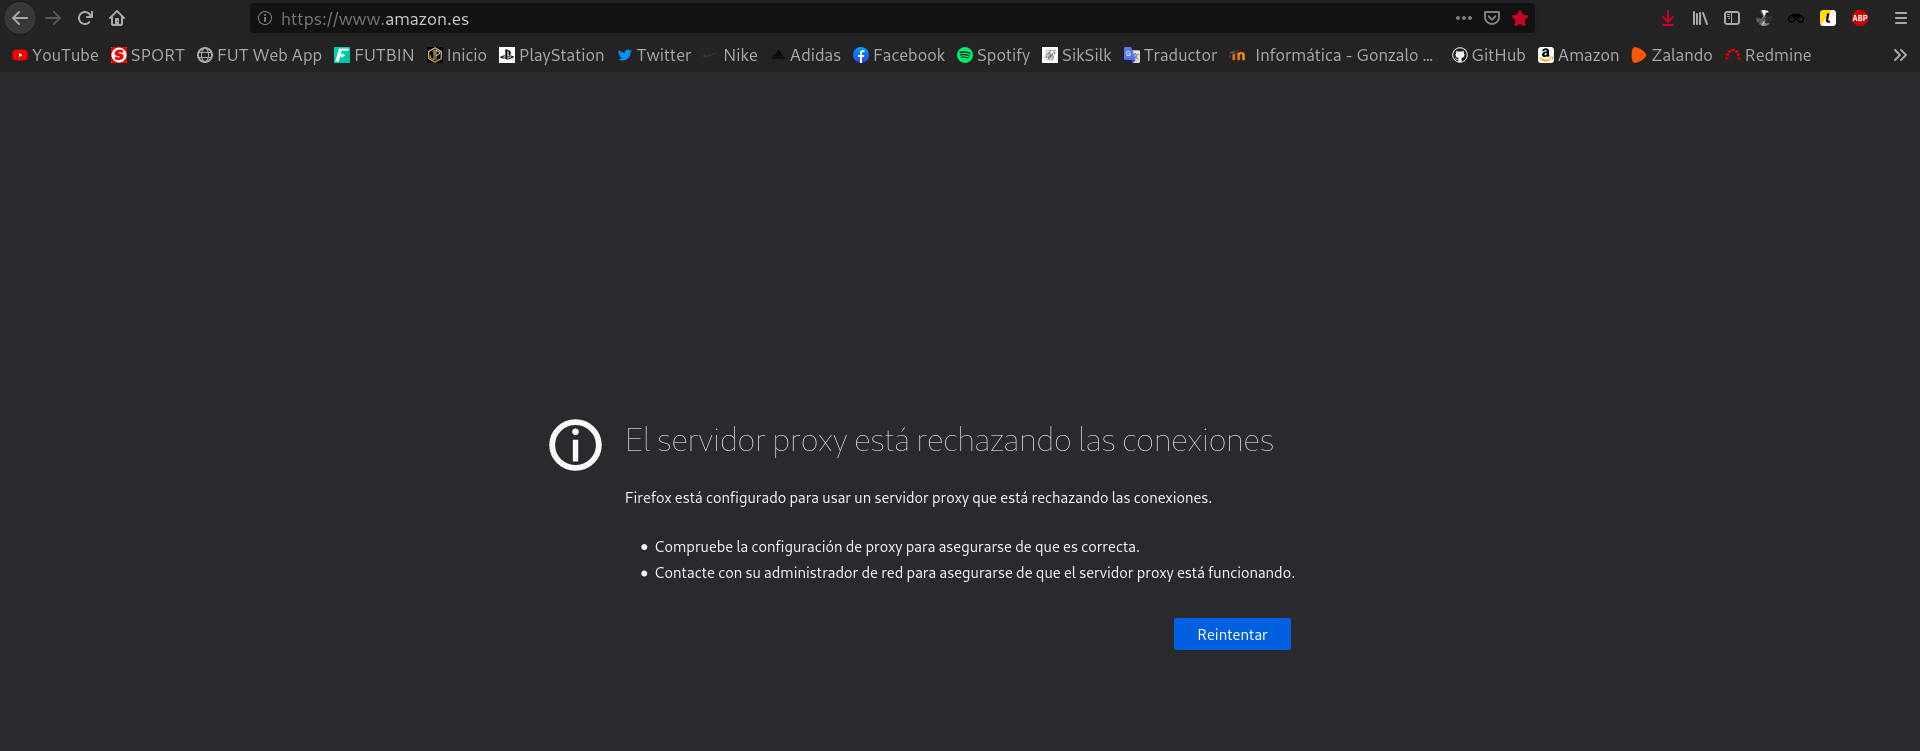 https://www.amazon.es
YouTube SPORT FUT Web App FUTBIN Inicio PlayStation Twitter Nike Adidas Facebook Spotify SikSilk Traductor Informática - Gonzalo ... GitHub Amazon Zalando Redmine
El servidor proxy está rechazando las conexiones
Firefox está configurado para usar un servidor proxy que está rechazando las conexiones.
• Compruebe la configuración de proxy para asegurarse de que es correcta.
• Contacte con su administrador de red para asegurarse de que el servidor proxy está funcionando.
Reintentar